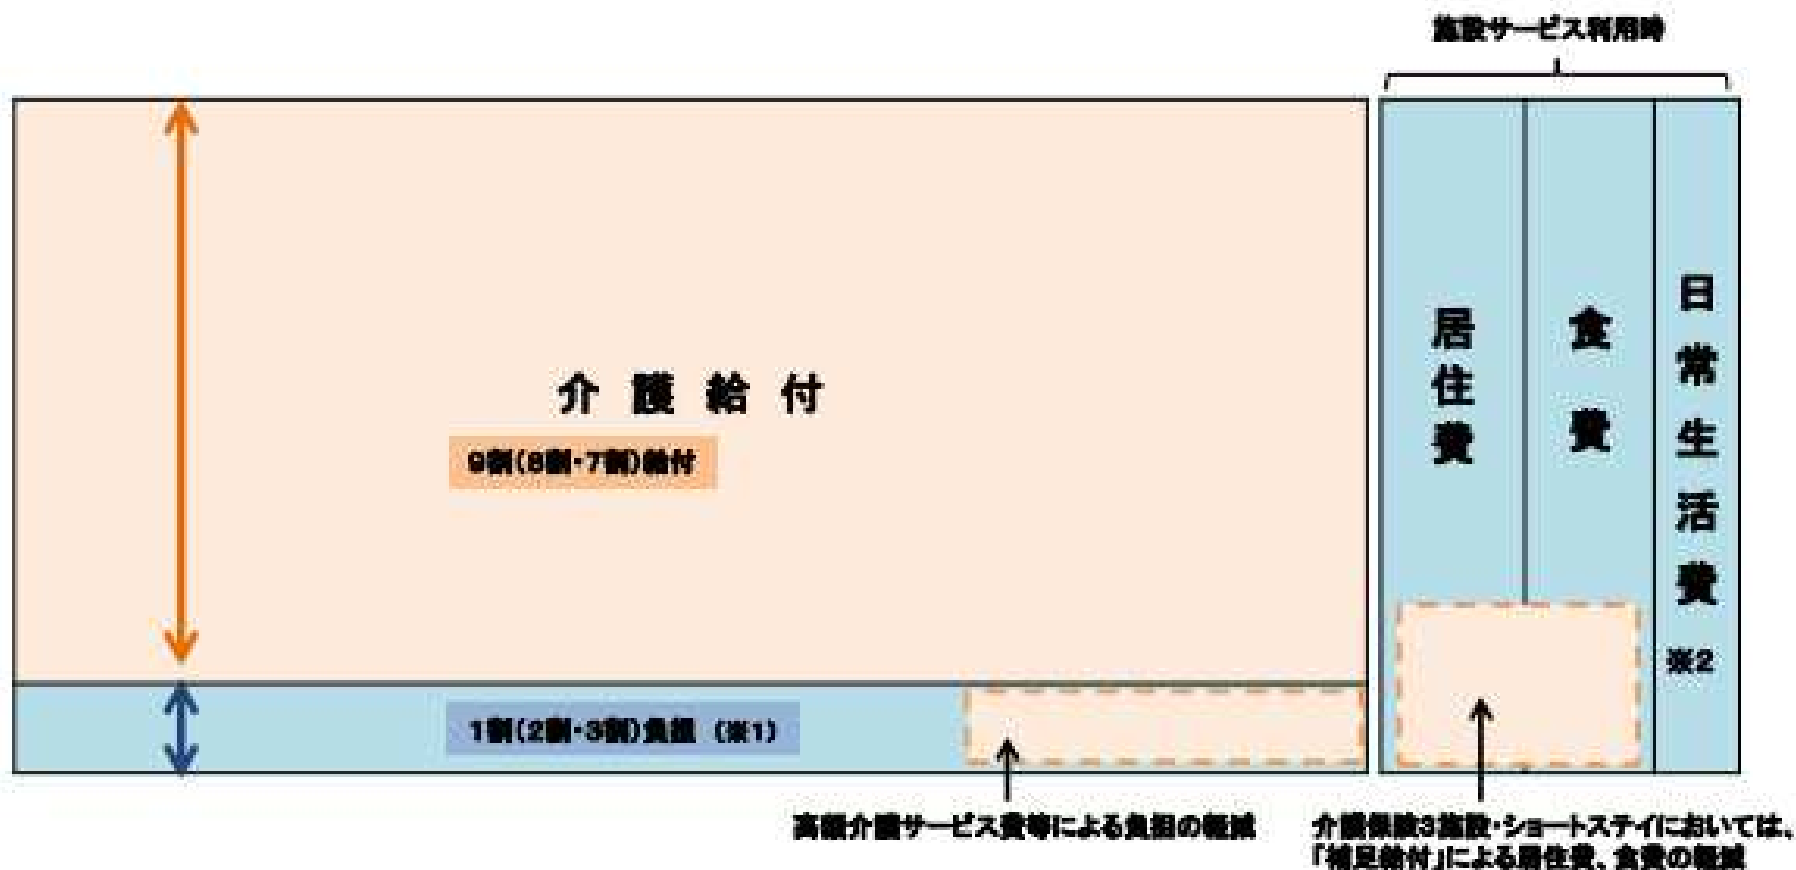 施設サービス利用時
介護給付
9割(8割・7割)給付
1割(2割・3割)負担 (※1)
居住費
食費
日常生活費
※2
高額介護サービス費等による負担の軽減
介護保険3施設・ショートステイにおいては、
「補足給付」による居住費、食費の軽減